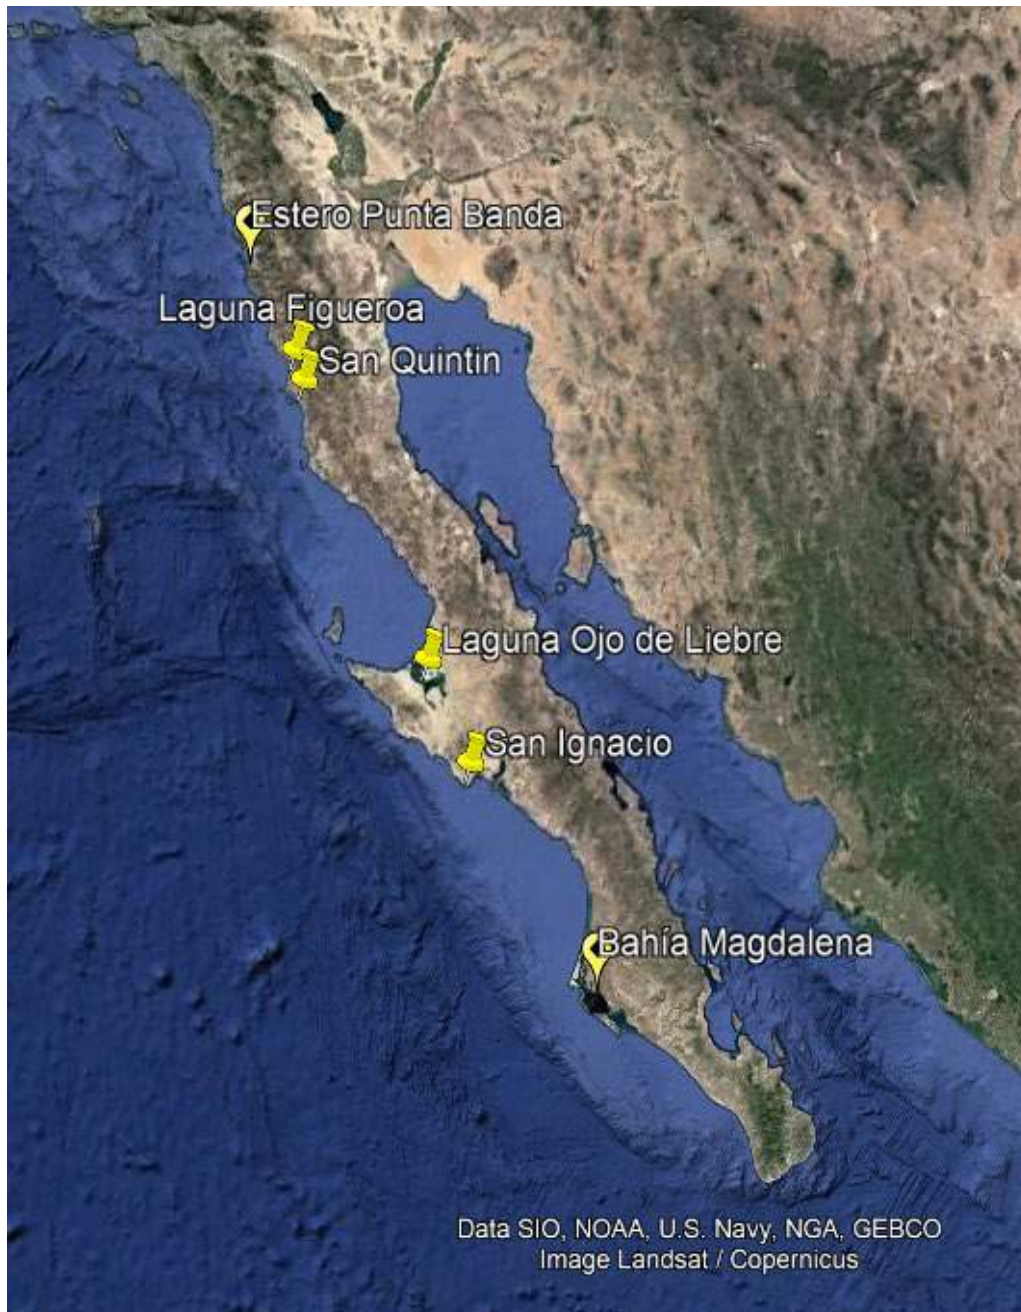 Estero Punta Banda
Laguna Figueroa
San Quintin
Laguna Ojo de Liebre
San Ignacio
Bahía Magdalena
Data SIO, NOAA, U.S. Navy, NGA, GEBCO
Image Landsat / Copernicus